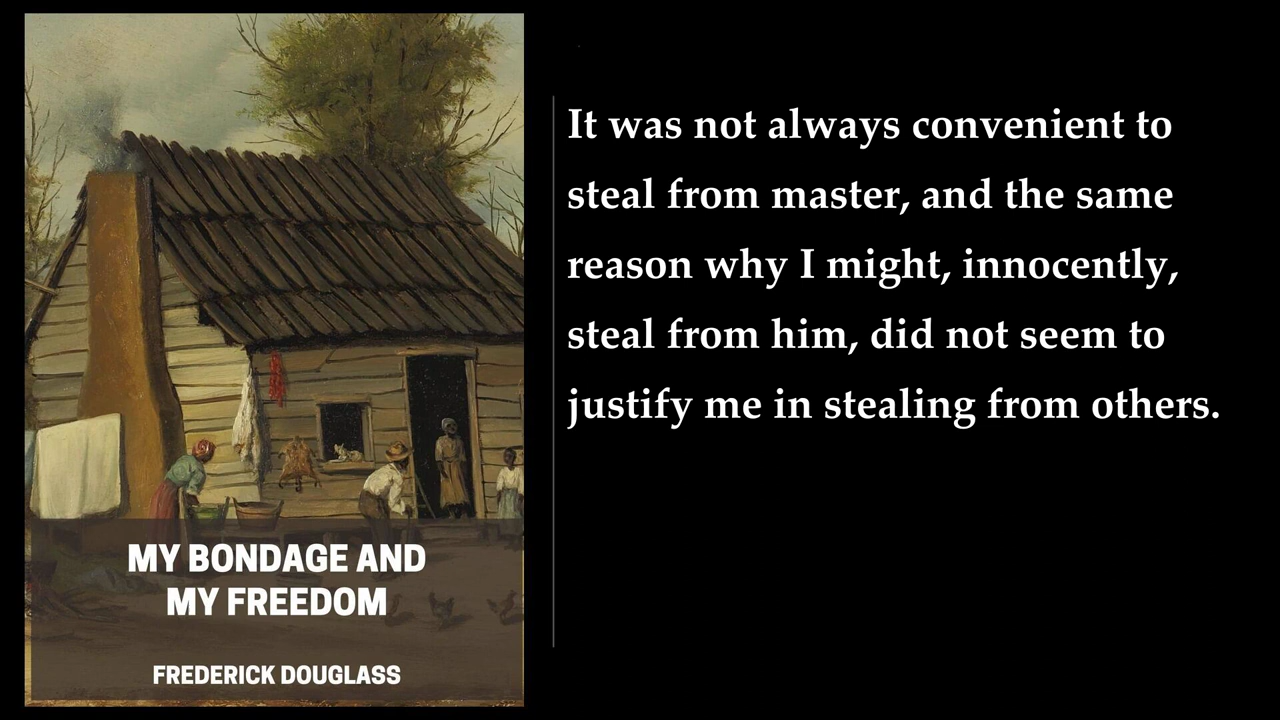 It was not always convenient to
steal from master, and the same
reason why I might, innocently,
steal from him, did not seem to
justify me in stealing from others.
MY BONDAGE AND
MY FREEDOM
FREDERICK DOUGLASS